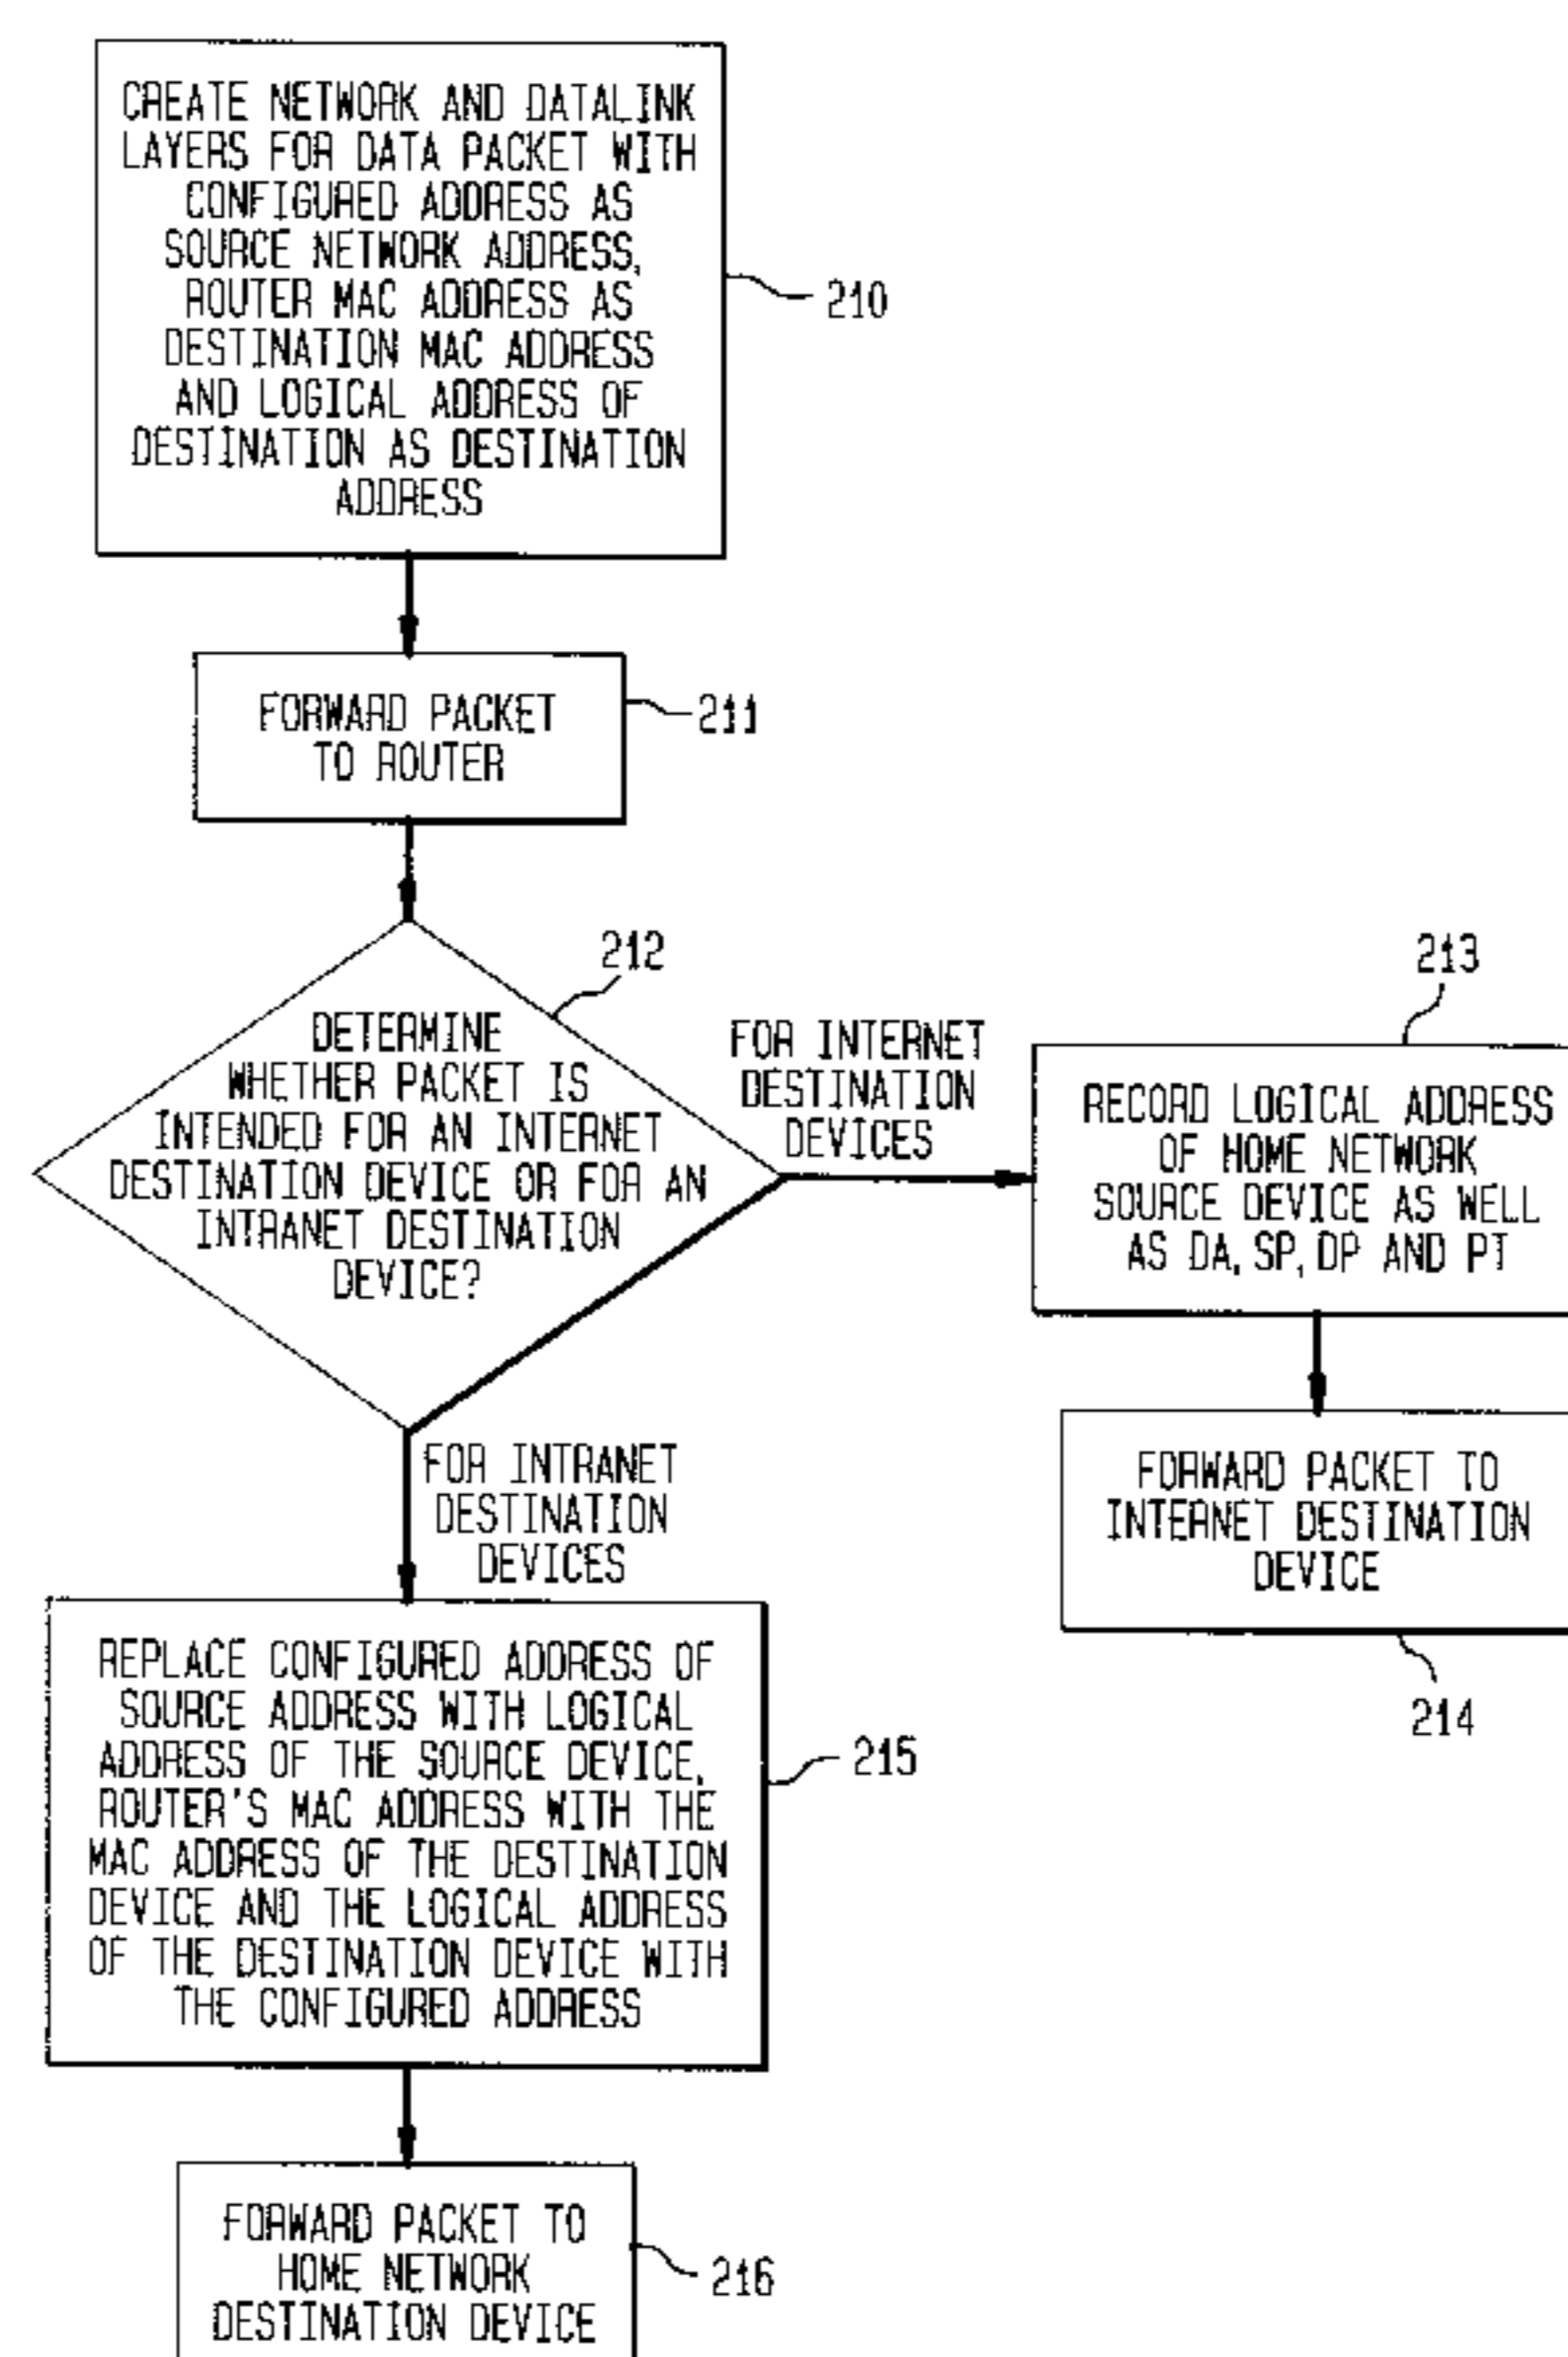 CREATE NETWORK AND DATALINK
LAYERS FOR DATA PACKET WITH
CONFIGURED ADDRESS AS
SOURCE NETWORK ADDRESS,
ROUTER MAC ADDRESS AS
DESTINATION MAC ADDRESS
AND LOGICAL ADDRESS OF
DESTINATION AS DESTINATION
ADDRESS
210
FORWARD PACKET
TO ROUTER
211
212
DETERMINE
WHETHER PACKET IS
INTENDED FOR AN INTERNET
DESTINATION DEVICE OR FOR AN
INTRANET DESTINATION
DEVICE?
FOR INTERNET
DESTINATION
DEVICES
213
RECORD LOGICAL ADDRESS
OF HOME NETWORK
SOURCE DEVICE AS WELL
AS DA, SP, DP AND PT
FORWARD PACKET TO
INTERNET DESTINATION
DEVICE
214
FOR INTRANET
DESTINATION
DEVICES
REPLACE CONFIGURED ADDRESS OF
SOURCE ADDRESS WITH LOGICAL
ADDRESS OF THE SOURCE DEVICE,
ROUTER'S MAC ADDRESS WITH THE
MAC ADDRESS OF THE DESTINATION
DEVICE AND THE LOGICAL ADDRESS
OF THE DESTINATION DEVICE WITH
THE CONFIGURED ADDRESS
215
FORWARD PACKET TO
HOME NETWORK
DESTINATION DEVICE
216